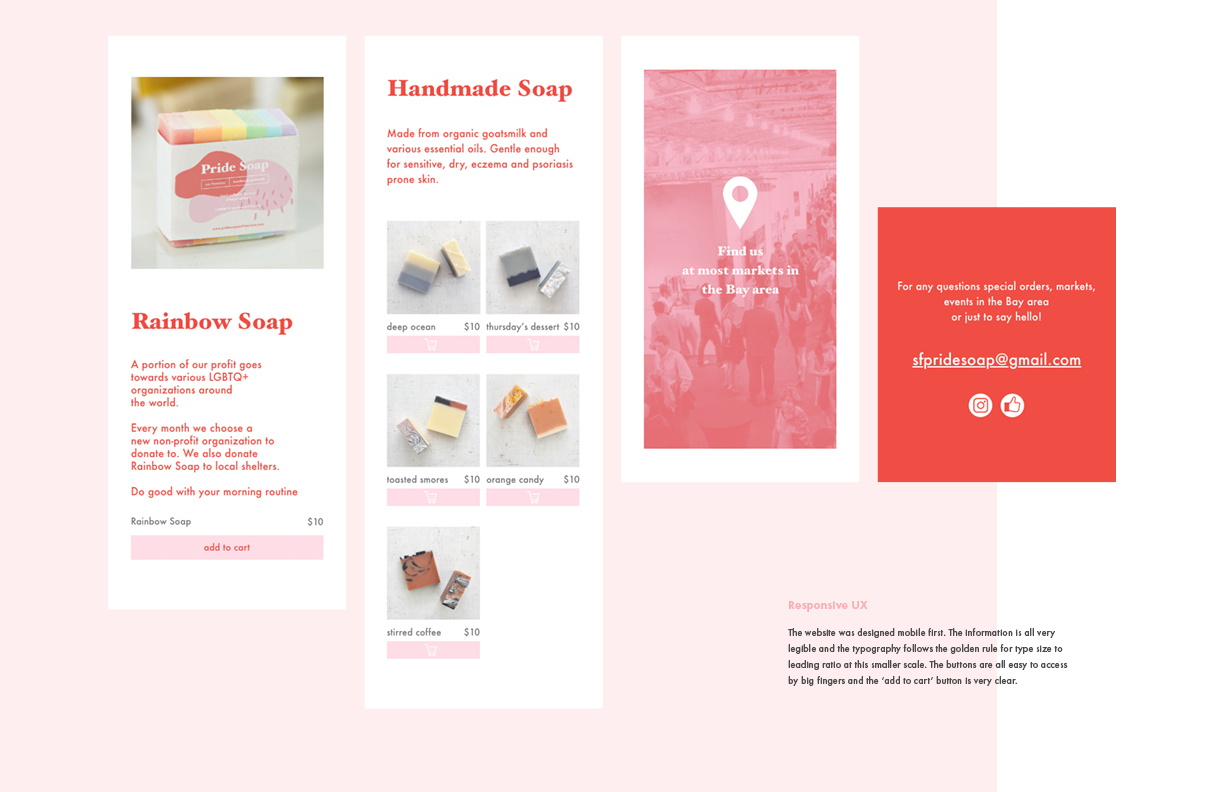 Pride Soap
Rainbow Soap
A portion of our profit goes
towards various LGBTQ+
organizations around
the world.
Every month we choose a
new non-profit organization to
donate to. We also donate
Rainbow Soap to local shelters.
Do good with your morning routine
Rainbow Soap $10
add to cart
Handmade Soap
Made from organic goatsmilk and
various essential oils. Gentle enough
for sensitive, dry, eczema and psoriasis
prone skin.
deep ocean $10 thursday's dessert $10
toasted smores $10 orange candy $10
stirred coffee $10
Find us
at most markets in
the Bay area
For any questions special orders, markets,
events in the Bay area
or just to say hello!
sfpridesoap@gmail.com
Responsive UX
The website was designed mobile first. The information is all very
legible and the typography follows the golden rule for type size to
leading ratio at this smaller scale. The buttons are all easy to access
by big fingers and the ‘add to cart’ button is very clear.